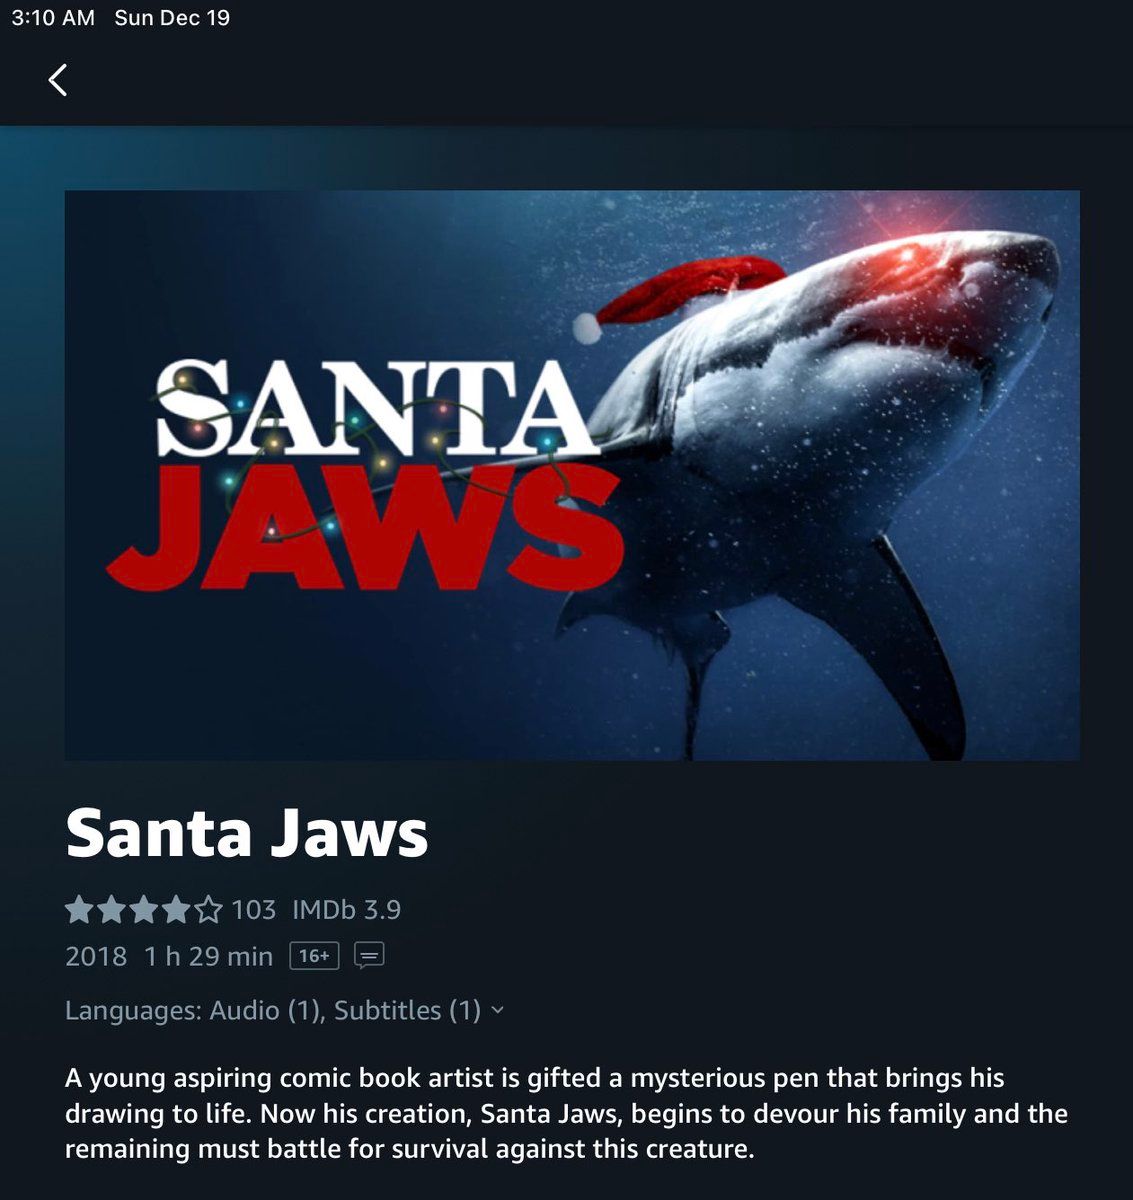 3:10 AM Sun Dec 19
SANTA
JAWS
Santa Jaws
103 IMDb 3.9
2018 1 h 29 min 16+
Languages: Audio (1), Subtitles (1)
A young aspiring comic book artist is gifted a mysterious pen that brings his
drawing to life. Now his creation, Santa Jaws, begins to devour his family and the
remaining must battle for survival against this creature.